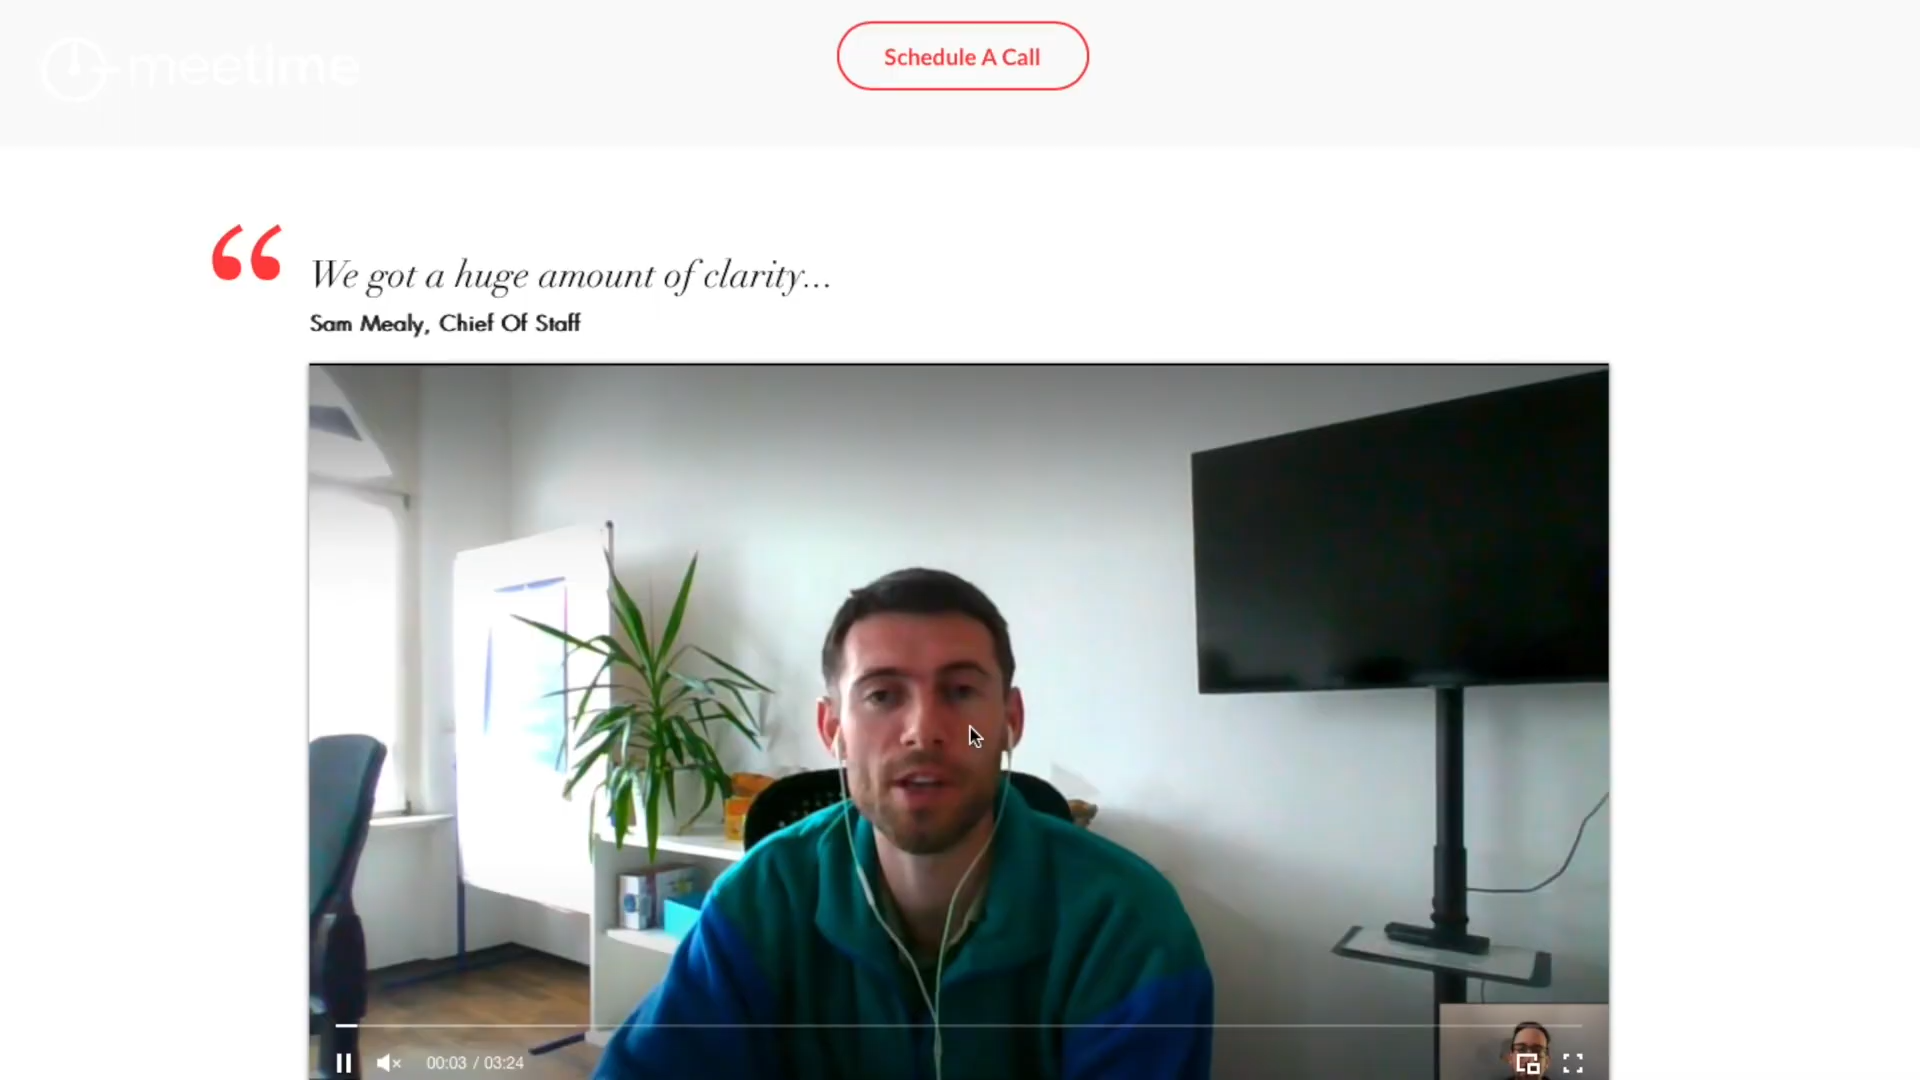 meetime
Schedule A Call
“ We got a huge amount of clarity...
Sam Mealy, Chief Of Staff
00:03 / 03:24